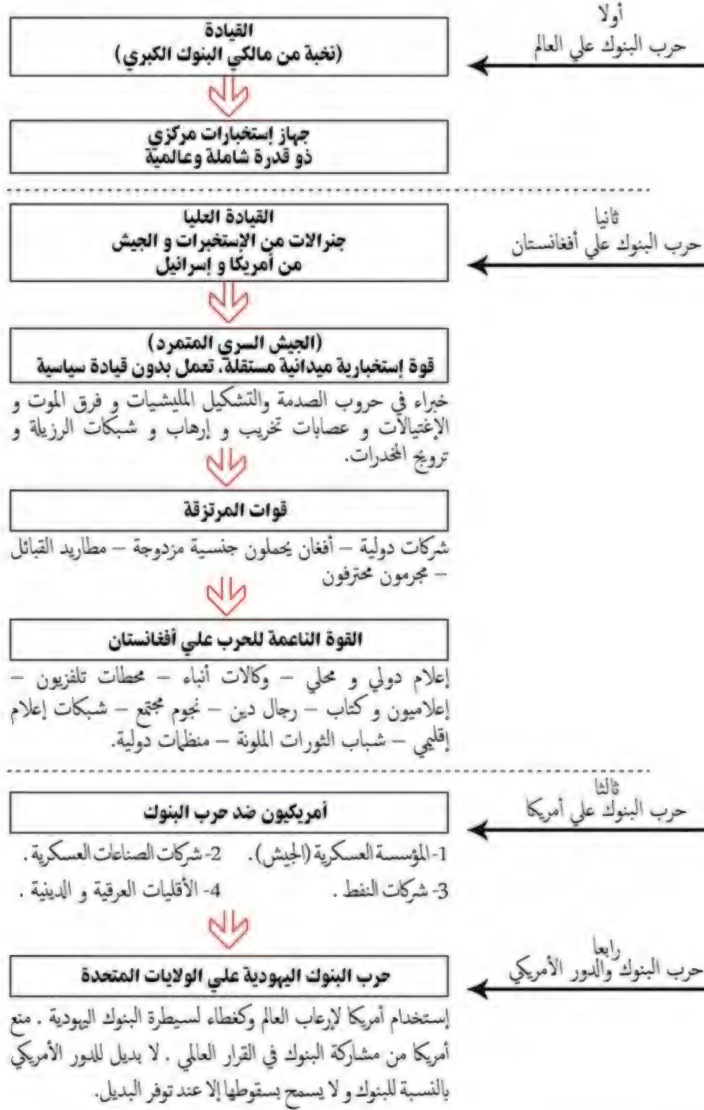 أولا
حرب البنوك علي العالم
القيادة
(نخبة من مالكي البنوك الكبري)
جهاز إستخبارات مركزي
ذو قدرة شاملة وعالمية
ثانيا
حرب البنوك علي أفغانستان
القيادة العليا
جنرالات من الإستخبرات و الجيش
من أمريكا و إسرائيل
(الجيش السري المتمرد)
قوة إستخبارية ميدانية مستقلة، تعمل بدون قيادة سياسية
خبراء في حروب الصدمة والتشكيل المليشيات و فرق الموت و
الإغتيالات و عصابات تخريب و إرهاب و شبكات الرزيلة و
ترويج المخدرات.
قوات المرتزقة
شركات دولية – أفغان يحملون جنسية مزدوجة – مطاريد القبائل
– مجرمون محترفون
القوة الناعمة للحرب علي أفغانستان
إعلام دولي و محلي – وكالات أنباء – محطات تلفزيون –
إعلاميون و كتاب – رجال دين – نجوم مجتمع – شبكات إعلام
إقليمي – شباب الثورات الملونة – منظمات دولية.
ثالثا
حرب البنوك علي أمريكا
أمريكيون ضد حرب البنوك
1- المؤسسة العسكرية (الجيش). 2- شركات الصناعات العسكرية .
3- شركات النفط . 4- الأقليات العرقية و الدينية .
رابعا
حرب البنوك والدور الأمريكي
حرب البنوك اليهودية علي الولايات المتحدة
إستخدام أمريكا لإرعاب العالم وكغطاء لسيطرة البنوك اليهودية . منع
أمريكا من مشاركة البنوك في القرار العالمي . لا بديل للدور الأمريكي
بالنسبة للبنوك و لا يسمح بسقوطها إلا عند توفر البديل.